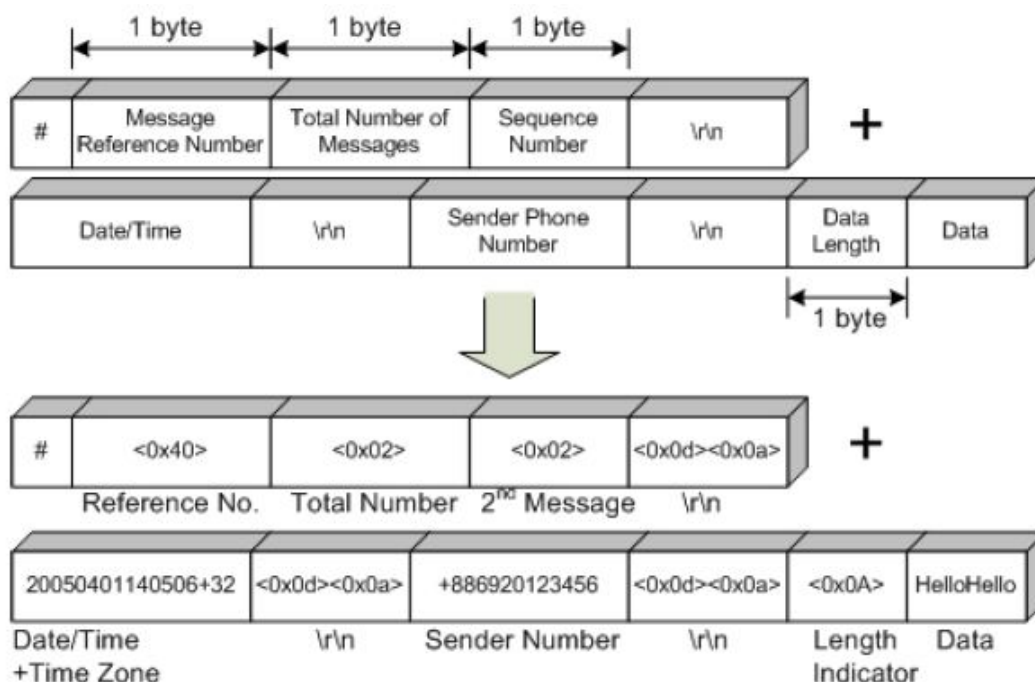 1 byte 1 byte 1 byte
# Message Reference Number Total Number of Messages Sequence Number \r\n +
Date/Time \r\n Sender Phone Number \r\n Data Length Data
1 byte
# <0x40> <0x02> <0x02> <0x0d><0x0a> +
Reference No. Total Number 2nd Message \r\n
20050401140506+32 <0x0d><0x0a> +886920123456 <0x0d><0x0a> <0x0A> HelloHello
Date/Time \r\n Sender Number \r\n Length Data
+Time Zone Indicator